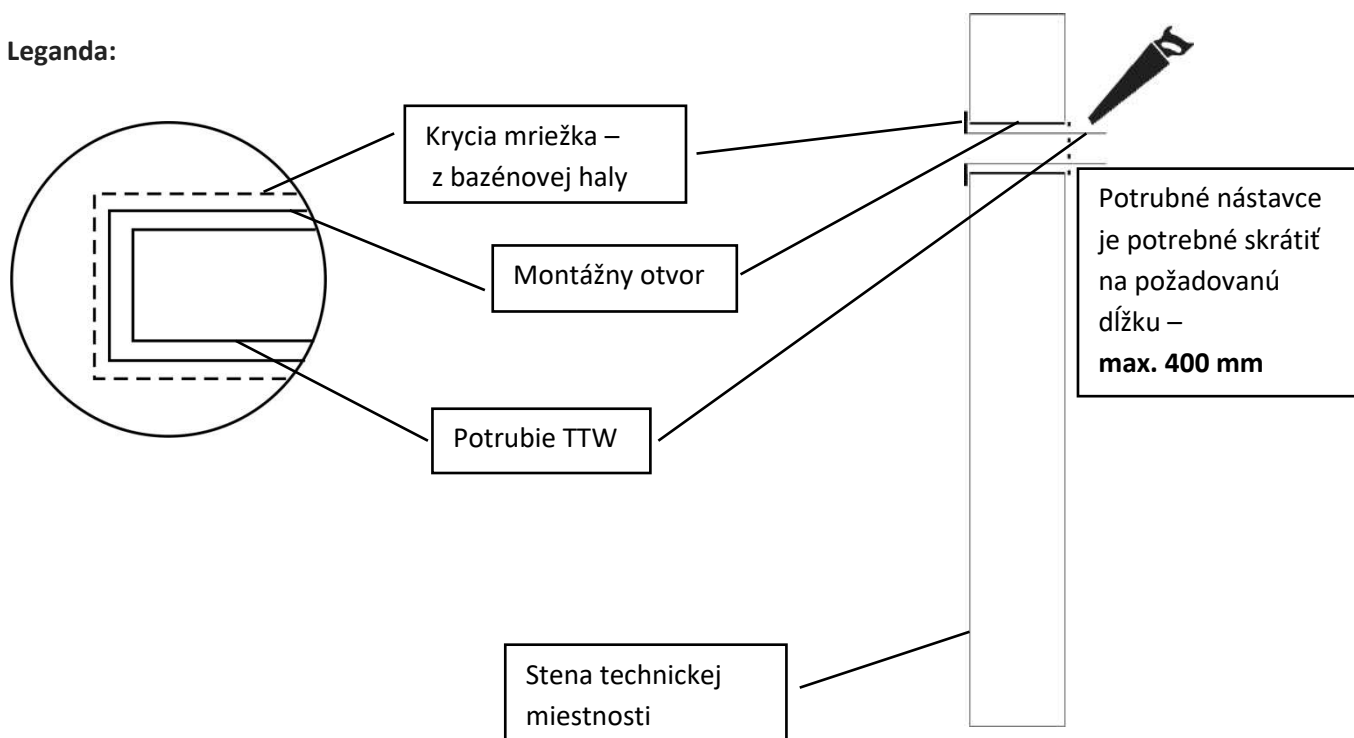 Leganda:
Krycia mriežka –
z bazénovej haly
Montážny otvor
Potrubie TTW
Stena technickej
miestnosti
Potrubné nástavce
je potrebné skrátiť
na požadovanú
dĺžku –
max. 400 mm